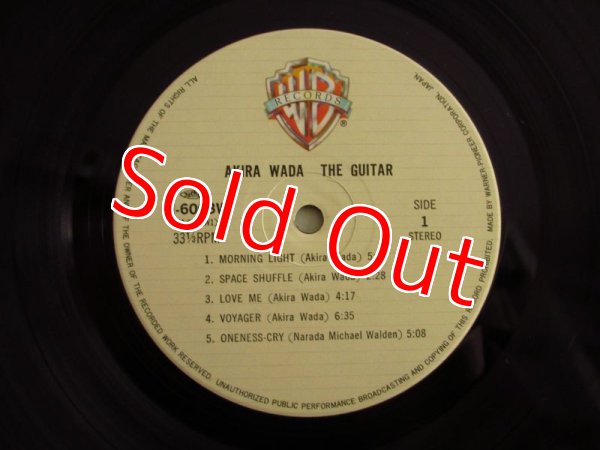 WB
RECORDS
®
AKIRA WADA THE GUITAR
SIDE
1
STEREO
33⅓RPM
1. MORNING LIGHT (Akira Wada)
2. SPACE SHUFFLE (Akira Wada) 2:28
3. LOVE ME (Akira Wada) 4:17
4. VOYAGER (Akira Wada) 6:35
5. ONENESS-CRY (Narada Michael Walden) 5:08
Sold Out
ALL RIGHTS OF THE MANUFACTURER AND OF THE OWNER OF THE RECORDED WORK RESERVED. UNAUTHORIZED PUBLIC PERFORMANCE BROADCASTING AND COPYING OF THIS RECORD PROHIBITED. MADE BY WARNER-PIONEER CORPORATION, JAPAN.